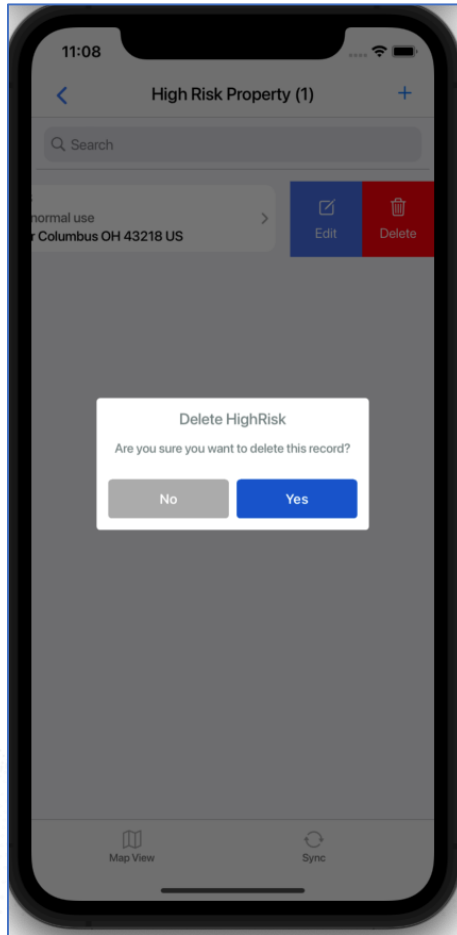 11:08
High Risk Property (1)
Search
normal use
r Columbus OH 43218 US
Edit
Delete
Delete HighRisk
Are you sure you want to delete this record?
No
Yes
Map View
Sync